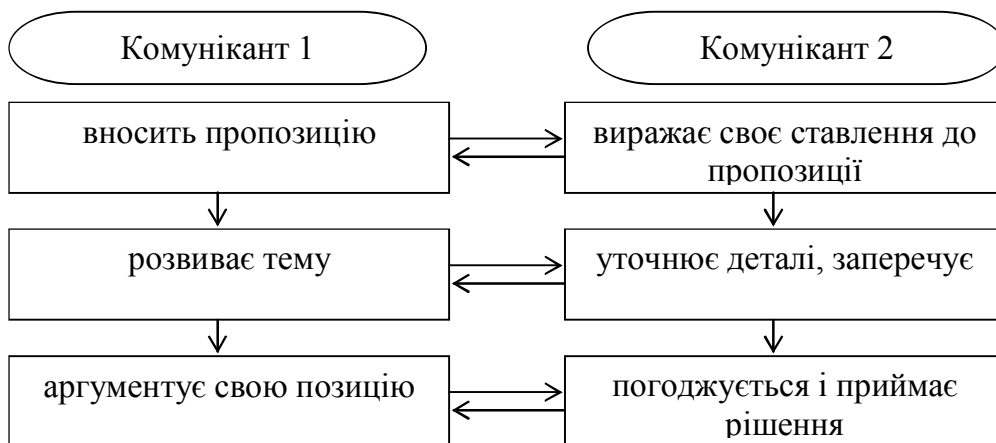 Комунікант 1
Комунікант 2
вносить пропозицію
виражає своє ставлення до
пропозиції
розвиває тему
уточнює деталі, заперечує
аргументує свою позицію
погоджується і приймає
рішення